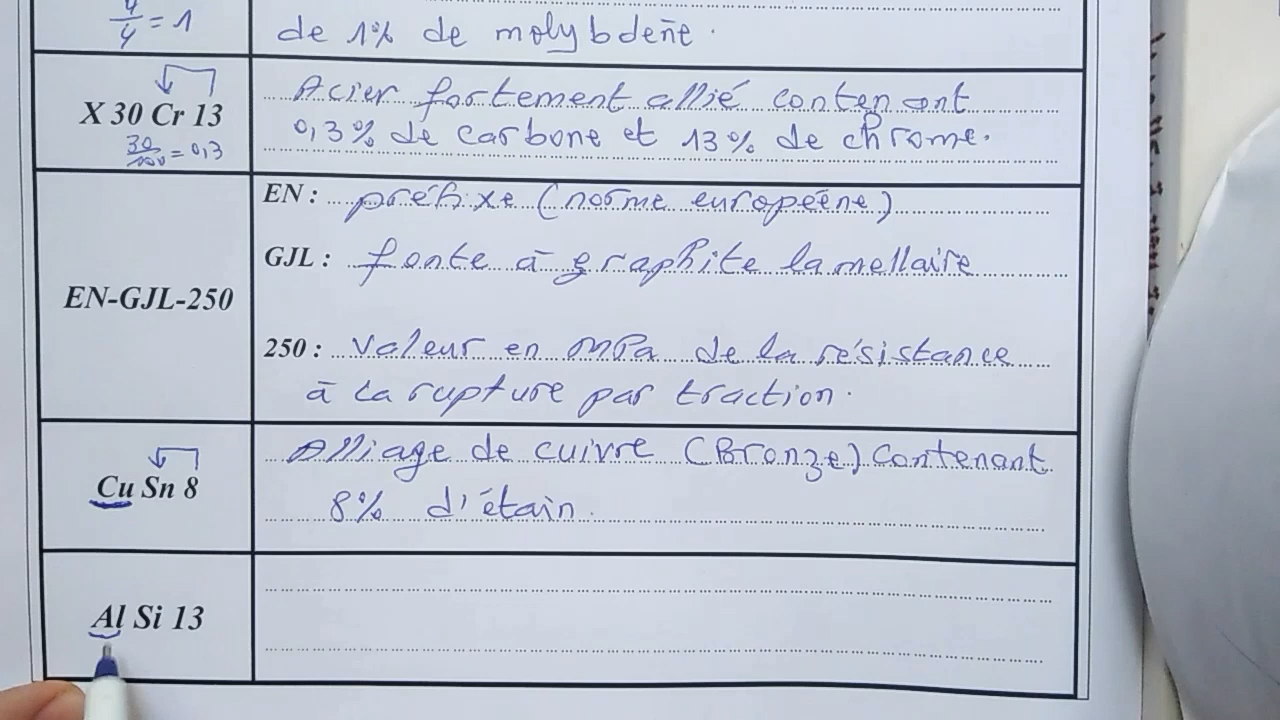 4/4 = 1
de 1% de molybdène.
X 30 Cr 13
30/100 = 0,3
Acier fortement allié contenant
0,3% de carbone et 13% de chrome.
EN-GJL-250
EN : préfixe (norme européene)
GJL : fonte à graphite lamellaire
250 : Valeur en MPa de la résistance
à la rupture par traction.
Cu Sn 8
Alliage de cuivre (Bronze) contenant
8% d'étain.
Al Si 13